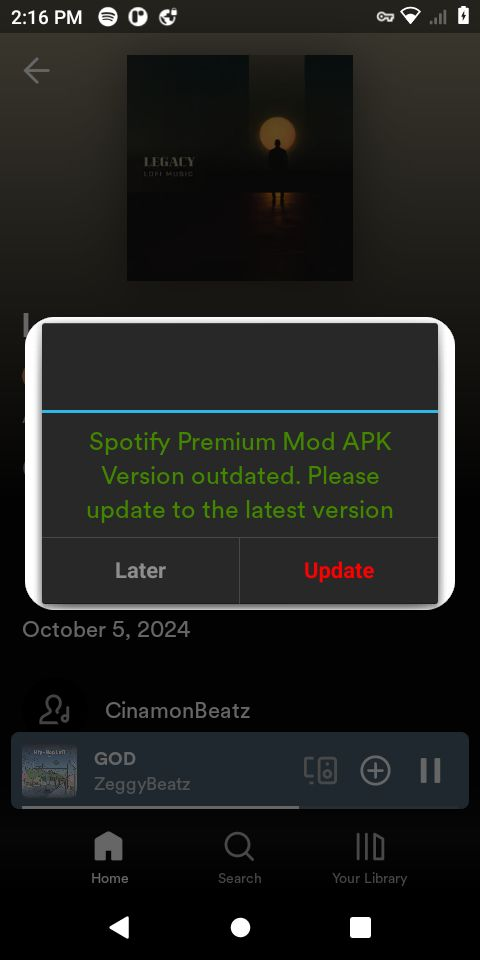 2:16 PM
LEGACY
LOFI MUSIC
Spotify Premium Mod APK
Version outdated. Please
update to the latest version
Later
Update
October 5, 2024
CinamonBeatz
GOD
ZeggyBeatz
Home
Search
Your Library